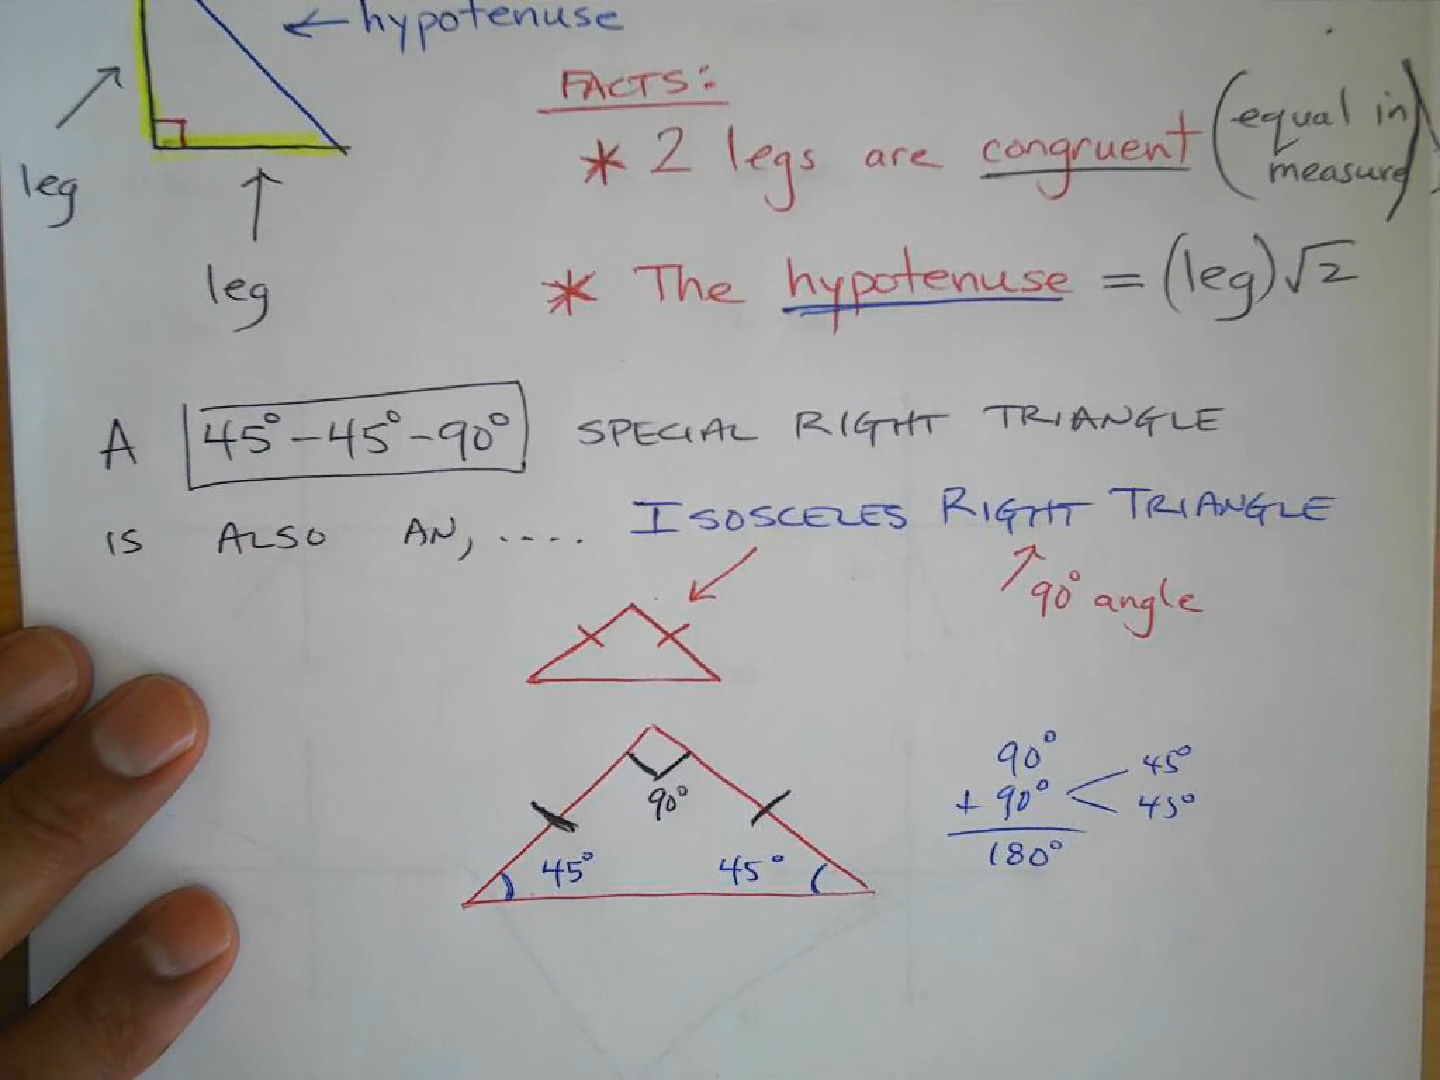 hypotenuse
leg
leg
FACTS:
* 2 legs are congruent (equal in measure)
* The hypotenuse = (leg)√2
A 45°-45°-90° SPECIAL RIGHT TRIANGLE
IS ALSO AN, .... ISOSCELES RIGHT TRIANGLE
90° angle
90°
45° 45°
90° 45°
+ 90° 45°
180°